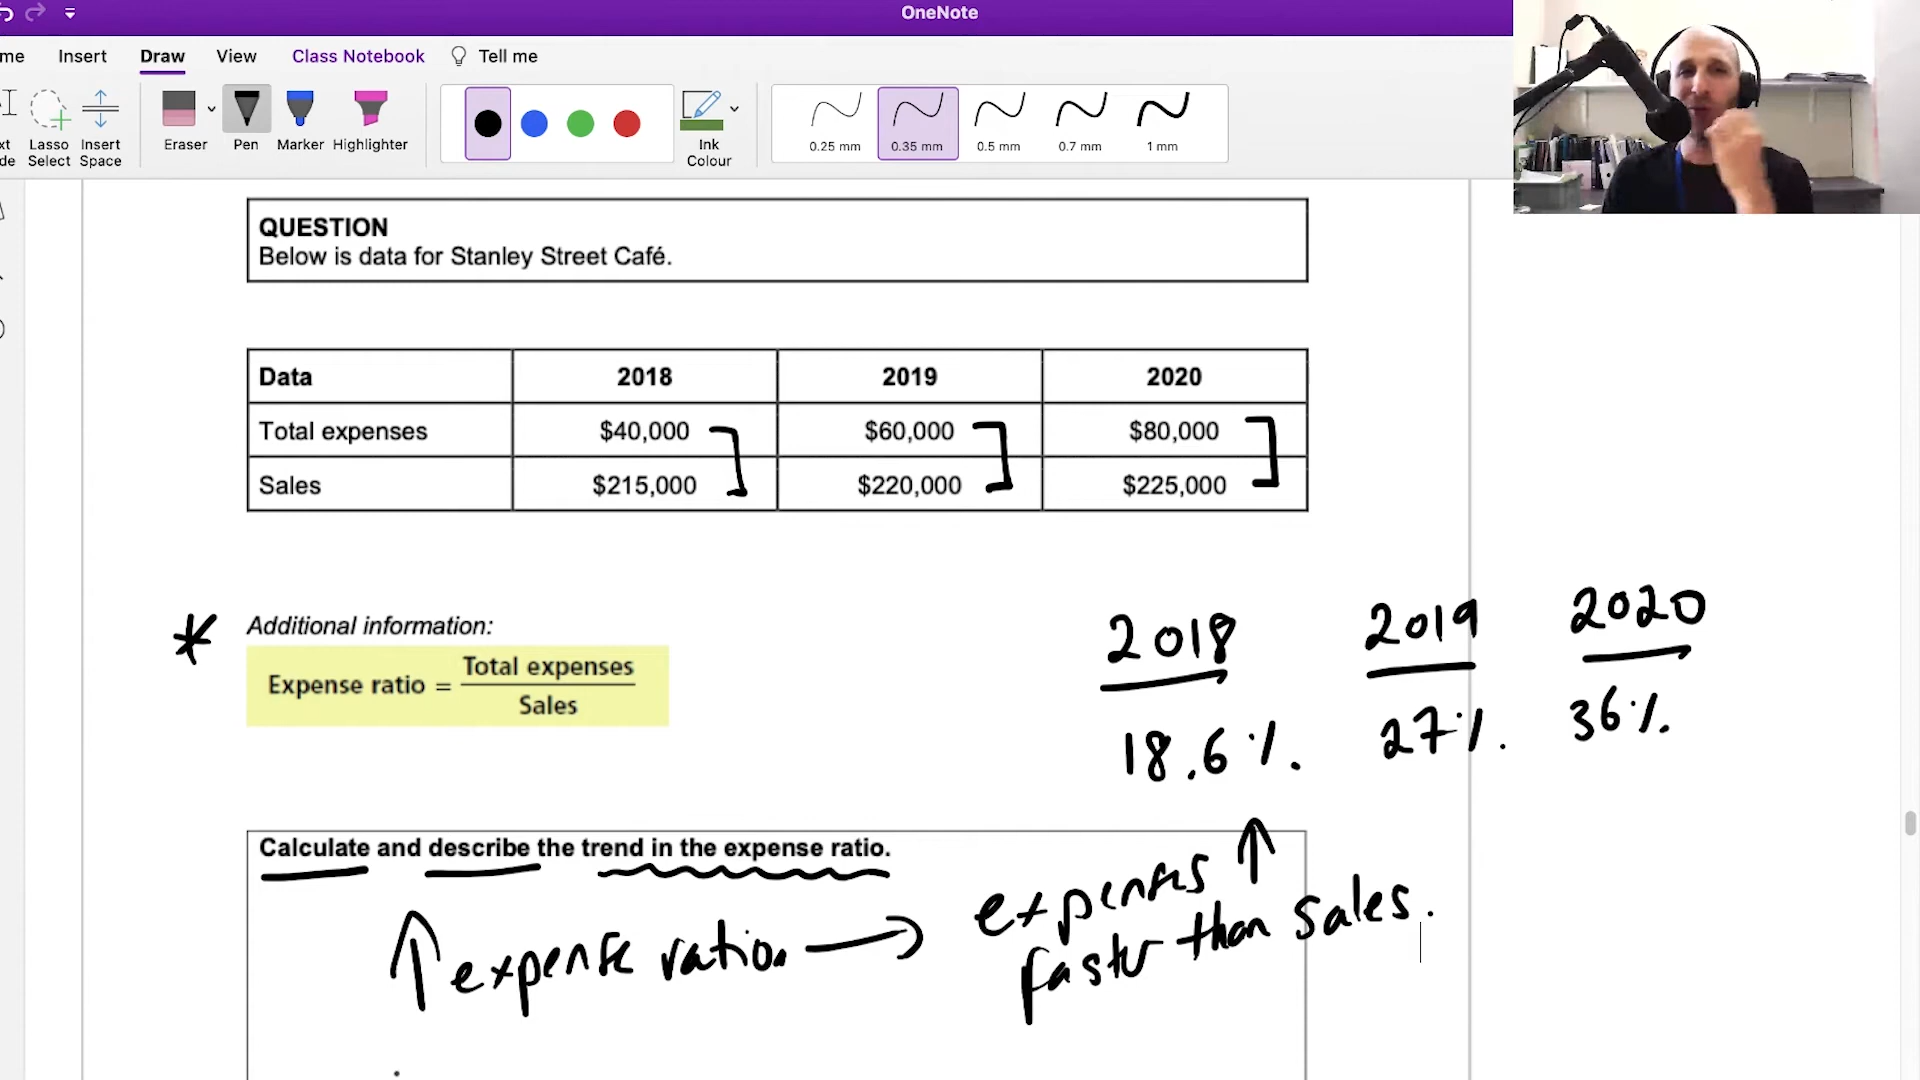 OneNote
me Insert Draw View Class Notebook Tell me
xt Lasso Insert Eraser Pen Marker Highlighter Ink 0.25 mm 0.35 mm 0.5 mm 0.7 mm 1 mm
de Select Space Colour
QUESTION
Below is data for Stanley Street Café.
Data 2018 2019 2020
Total expenses $40,000 $60,000 $80,000
Sales $215,000 $220,000 $225,000
* Additional information:
Expense ratio = Total expenses
Sales
2018 2019 2020
18.6%. 27%. 36%.
Calculate and describe the trend in the expense ratio.
↑ expense ration → expenses ↑
faster than sales.